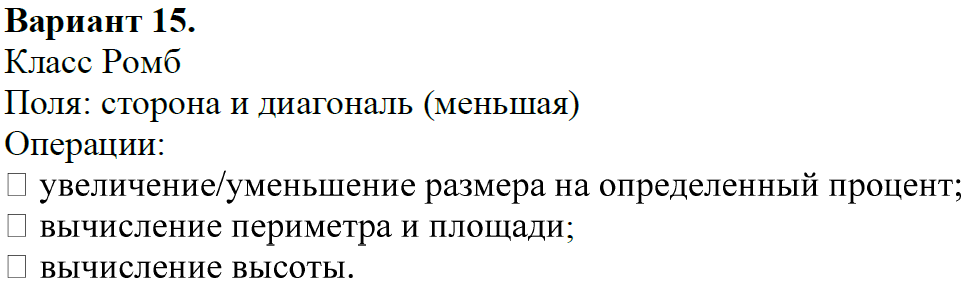 Вариант 15.
Класс Ромб
Поля: сторона и диагональ (меньшая)
Операции:
□ увеличение/уменьшение размера на определенный процент;
□ вычисление периметра и площади;
□ вычисление высоты.